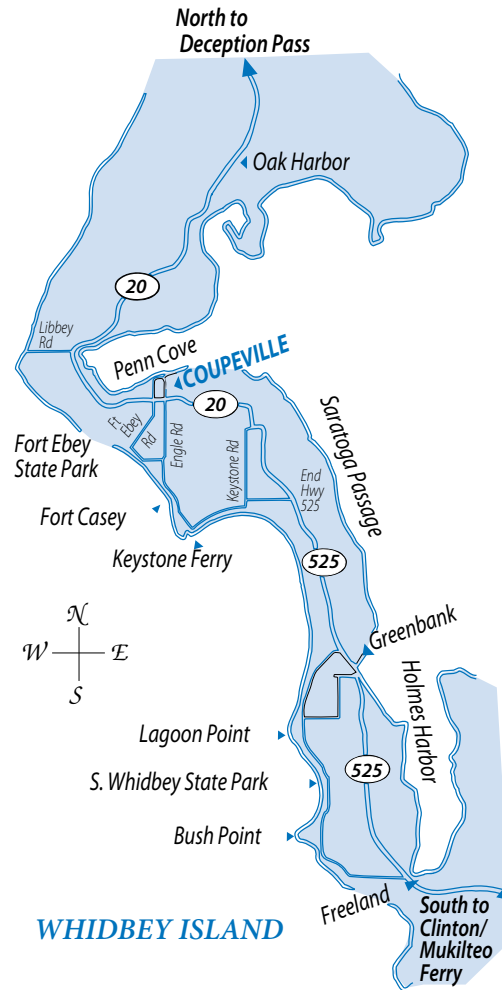 North to
Deception Pass
Oak Harbor
20
Libbey
Rd
Penn Cove
COUPEVILLE
20
Ft
Ebey
Rd
Engle Rd
Keystone Rd
Saratoga Passage
Fort Ebey
State Park
End
Hwy
525
Fort Casey
Keystone Ferry
525
N
W
E
S
Greenbank
Holmes Harbor
Lagoon Point
525
S. Whidbey State Park
Bush Point
Freeland
South to
Clinton/
Mukilteo
Ferry
WHIDBEY ISLAND